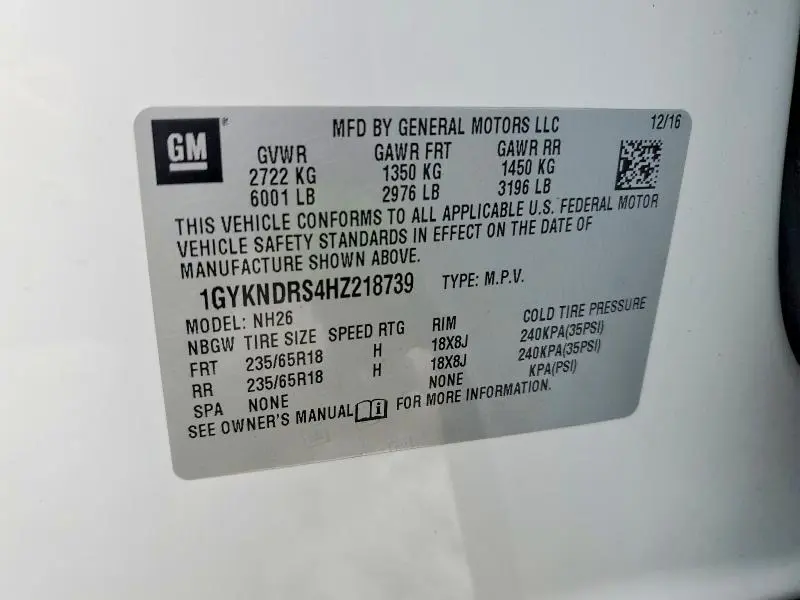 GM® MFD BY GENERAL MOTORS LLC 12/16
GVWR GAWR FRT GAWR RR
2722 KG 1350 KG 1450 KG
6001 LB 2976 LB 3196 LB
THIS VEHICLE CONFORMS TO ALL APPLICABLE U.S. FEDERAL MOTOR
VEHICLE SAFETY STANDARDS IN EFFECT ON THE DATE OF
MANUFACTURE SHOWN ABOVE.
1GYKNDRS4HZ218739 TYPE: M.P.V.
MODEL: NH26
NBGW TIRE SIZE SPEED RTG RIM COLD TIRE PRESSURE
FRT 235/65R18 H 18X8J 240KPA(35PSI)
RR 235/65R18 H 18X8J 240KPA(35PSI)
SPA NONE NONE KPA(PSI)
SEE OWNER'S MANUAL FOR MORE INFORMATION.